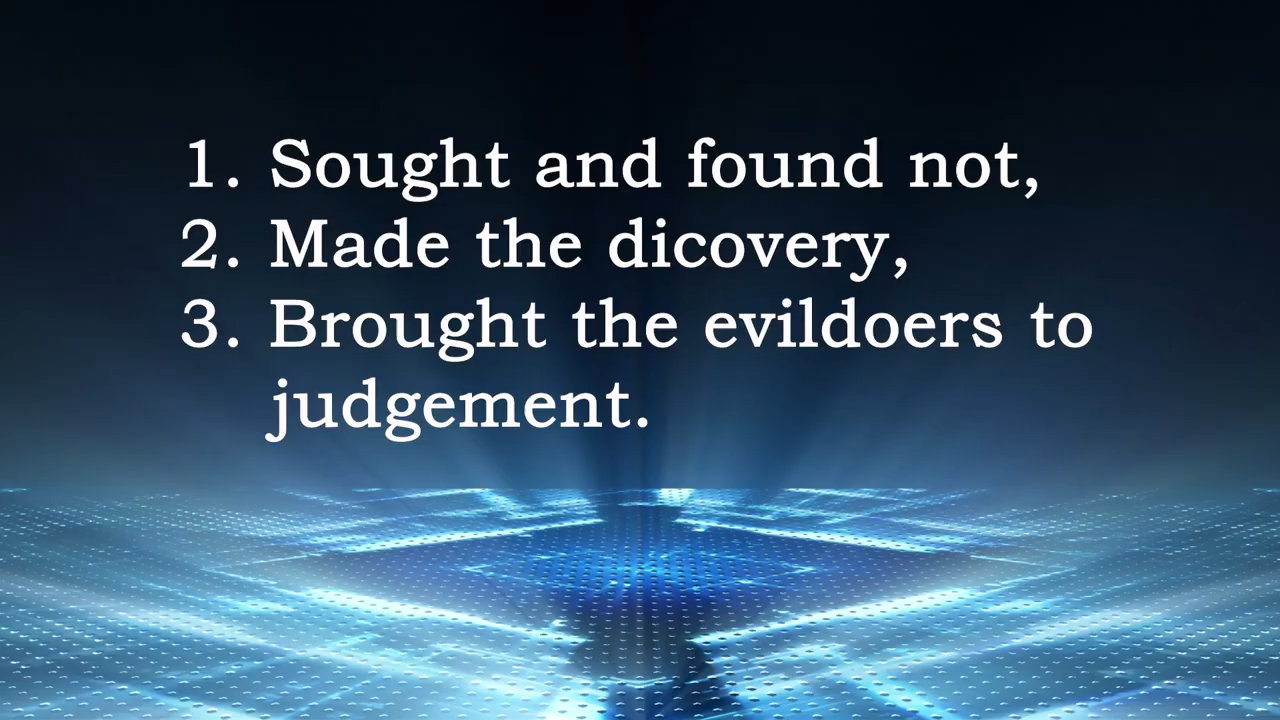 1. Sought and found not,
2. Made the dicovery,
3. Brought the evildoers to
judgement.